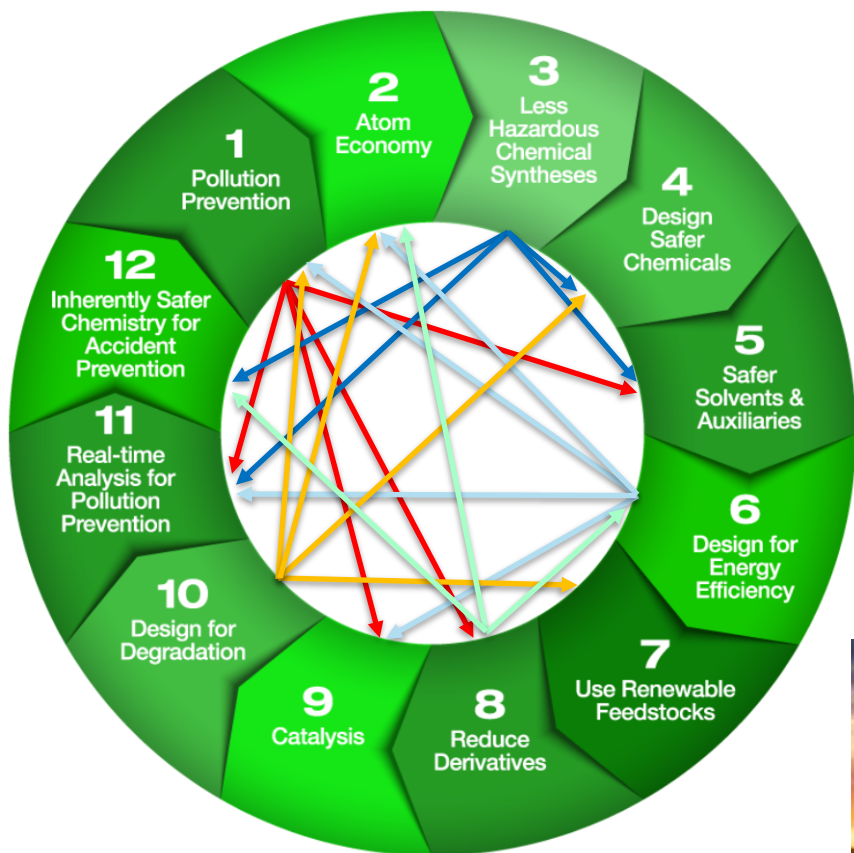 1
Pollution
Prevention
2
Atom
Economy
3
Less
Hazardous
Chemical
Syntheses
4
Design
Safer
Chemicals
5
Safer
Solvents &
Auxiliaries
6
Design for
Energy
Efficiency
7
Use Renewable
Feedstocks
8
Reduce
Derivatives
9
Catalysis
10
Design for
Degradation
11
Real-time
Analysis for
Pollution
Prevention
12
Inherently Safer
Chemistry for
Accident
Prevention